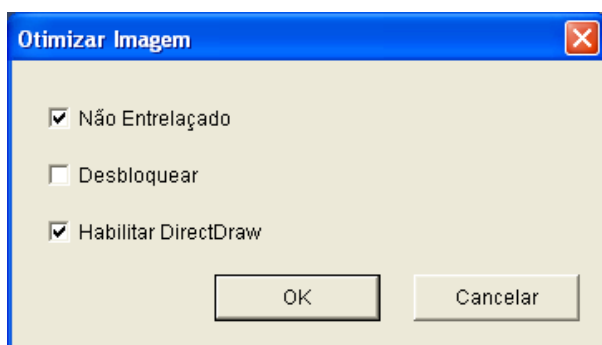 Otimizar Imagem
Não Entrelaçado
Desbloquear
Habilitar DirectDraw
OK Cancelar